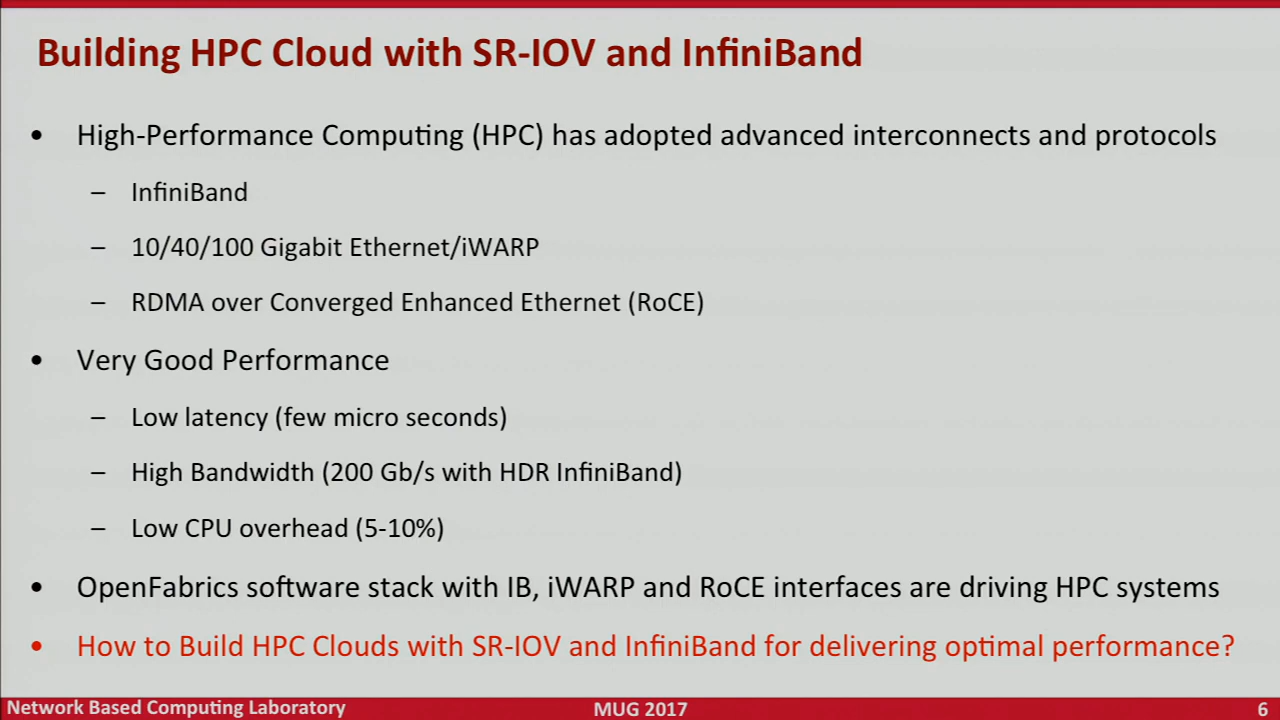 Building HPC Cloud with SR-IOV and InfiniBand
• High-Performance Computing (HPC) has adopted advanced interconnects and protocols
– InfiniBand
– 10/40/100 Gigabit Ethernet/iWARP
– RDMA over Converged Enhanced Ethernet (RoCE)
• Very Good Performance
– Low latency (few micro seconds)
– High Bandwidth (200 Gb/s with HDR InfiniBand)
– Low CPU overhead (5-10%)
• OpenFabrics software stack with IB, iWARP and RoCE interfaces are driving HPC systems
• How to Build HPC Clouds with SR-IOV and InfiniBand for delivering optimal performance?
Network Based Computing Laboratory
MUG 2017
6